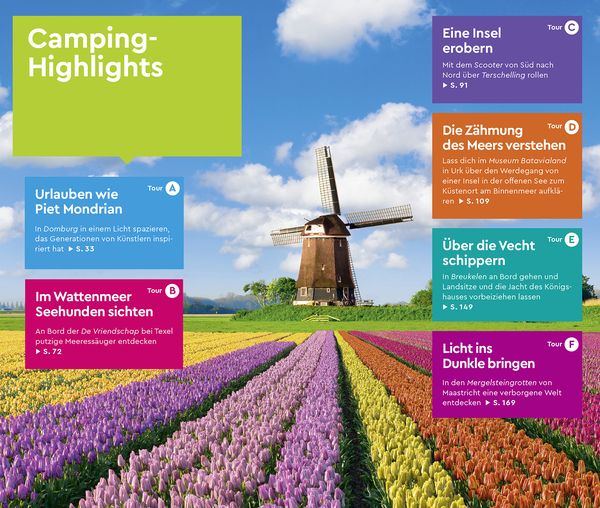 Camping-
Highlights
Tour A
Urlauben wie
Piet Mondrian
In Domburg in einem Licht spazieren,
das Generationen von Künstlern inspi-
riert hat ▶ S. 33
Tour B
Im Wattenmeer
Seehunden sichten
An Bord der De Vriendschap bei Texel
putzige Meeressäuger entdecken
▶ S. 72
Tour C
Eine Insel
erobern
Mit dem Scooter von Süd nach
Nord über Terschelling rollen
▶ S. 91
Tour D
Die Zähmung
des Meers verstehen
Lass dich im Museum Batavialand
in Urk über den Werdegang von
einer Insel in der offenen See zum
Küstenort am Binnenmeer aufklä-
ren ▶ S. 109
Tour E
Über die Vecht
schippern
In Breukelen an Bord gehen und
Landsitze und die Jacht des Königs-
hauses vorbeiziehen lassen
▶ S. 149
Tour F
Licht ins
Dunkle bringen
In den Mergelsteingrotten von
Maastricht eine verborgene Welt
entdecken ▶ S. 169